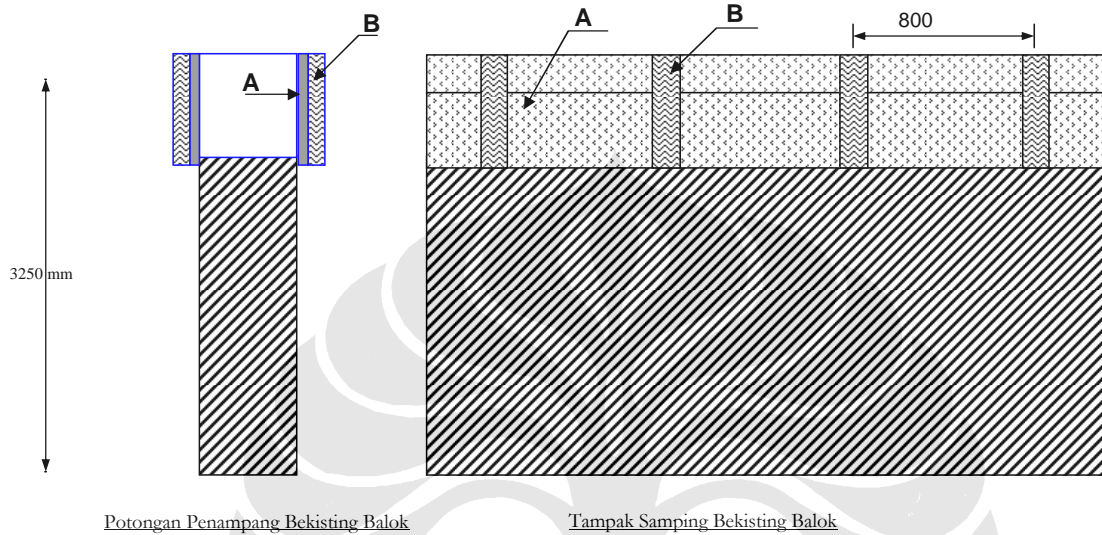 B
A
A
B
800
3250 mm
Potongan Penampang Bekisting Balok
Tampak Samping Bekisting Balok